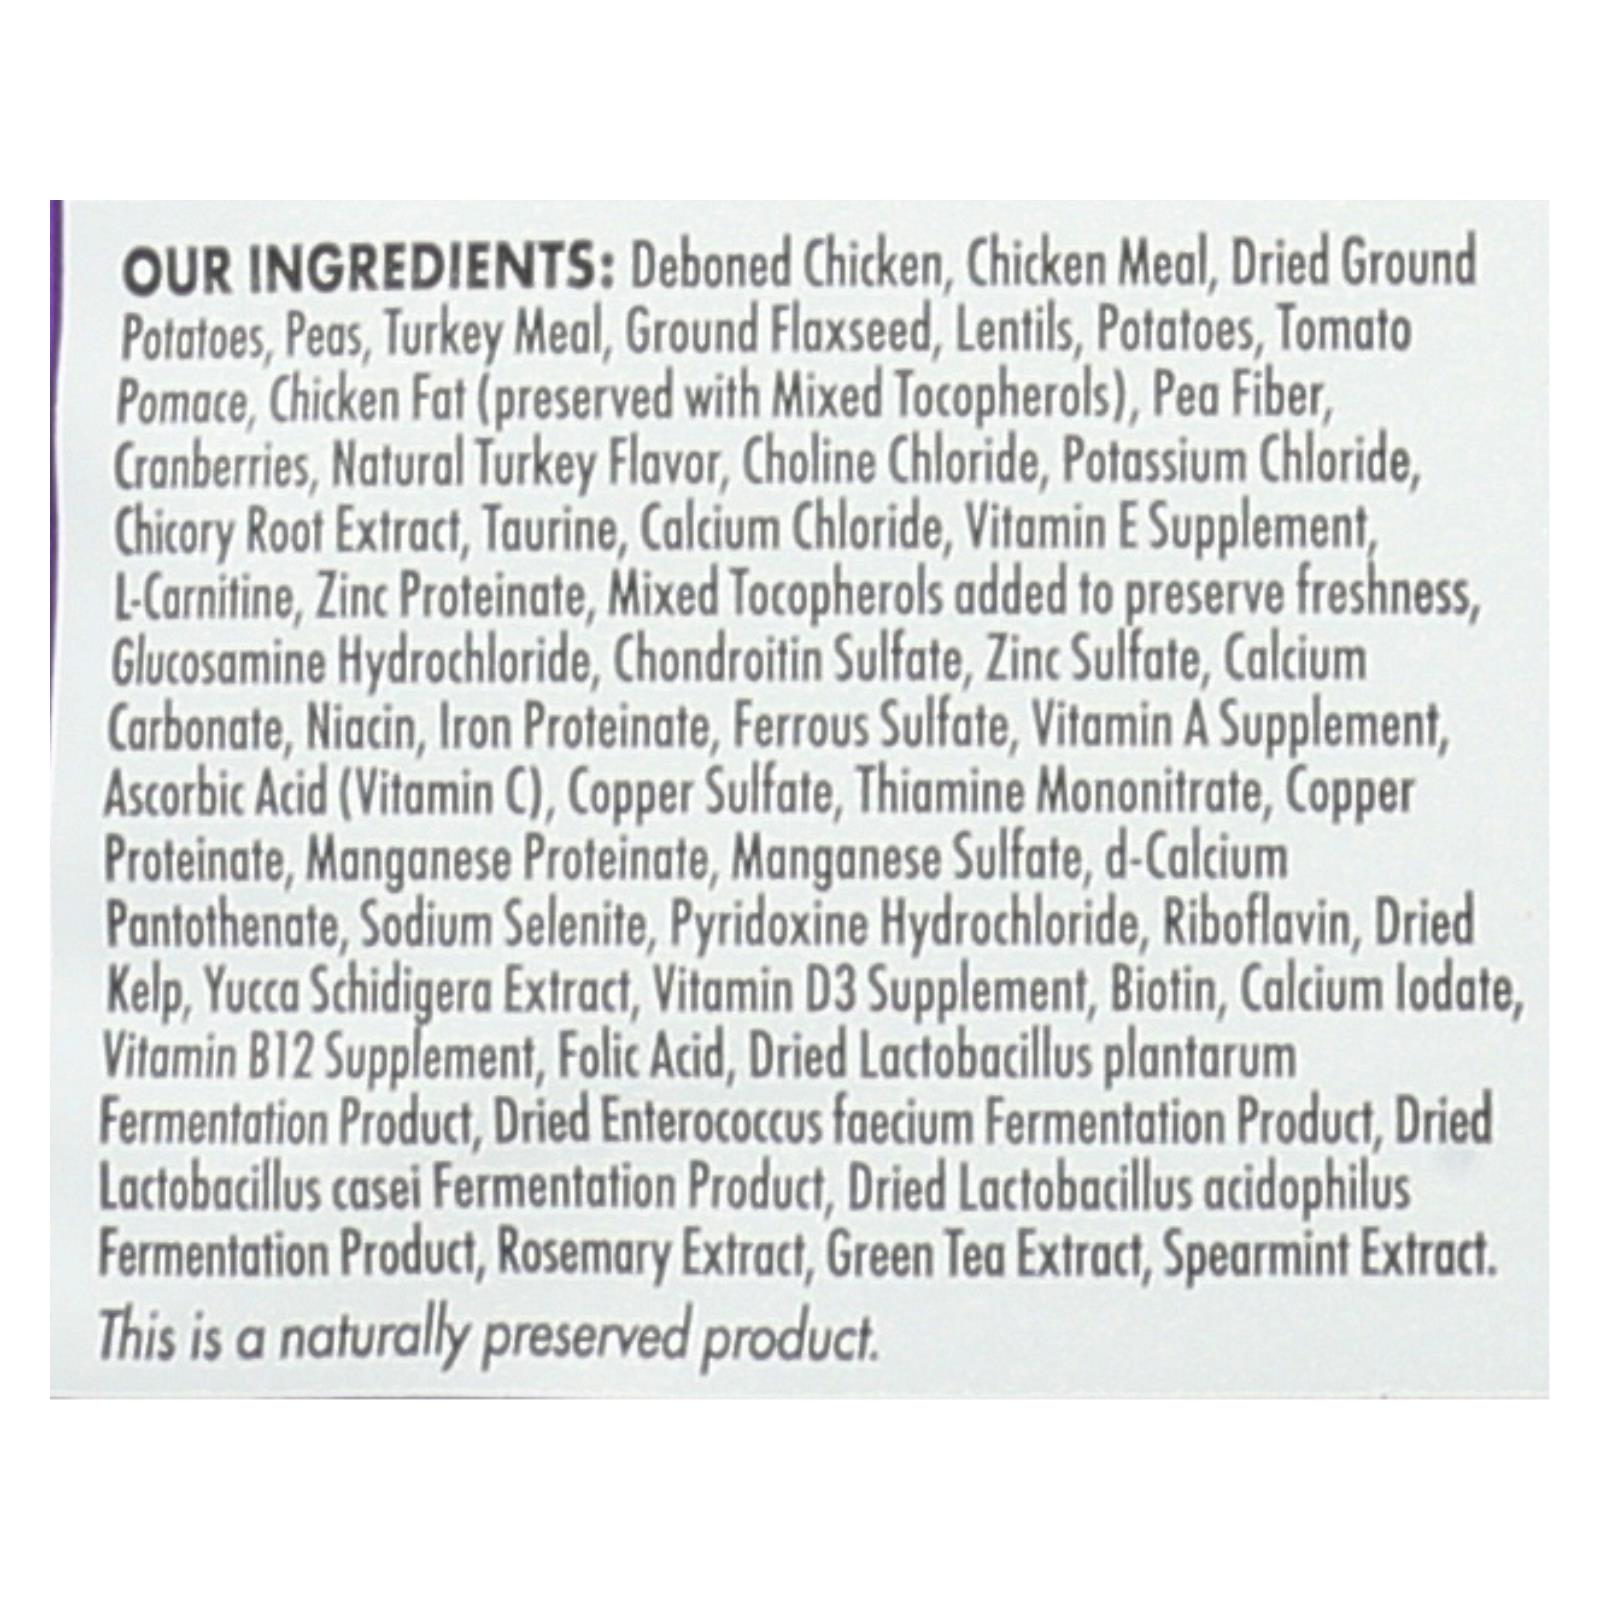 OUR INGREDIENTS: Deboned Chicken, Chicken Meal, Dried Ground
Potatoes, Peas, Turkey Meal, Ground Flaxseed, Lentils, Potatoes, Tomato
Pomace, Chicken Fat (preserved with Mixed Tocopherols), Pea Fiber,
Cranberries, Natural Turkey Flavor, Choline Chloride, Potassium Chloride,
Chicory Root Extract, Taurine, Calcium Chloride, Vitamin E Supplement,
L-Carnitine, Zinc Proteinate, Mixed Tocopherols added to preserve freshness,
Glucosamine Hydrochloride, Chondroitin Sulfate, Zinc Sulfate, Calcium
Carbonate, Niacin, Iron Proteinate, Ferrous Sulfate, Vitamin A Supplement,
Ascorbic Acid (Vitamin C), Copper Sulfate, Thiamine Mononitrate, Copper
Proteinate, Manganese Proteinate, Manganese Sulfate, d-Calcium
Pantothenate, Sodium Selenite, Pyridoxine Hydrochloride, Riboflavin, Dried
Kelp, Yucca Schidigera Extract, Vitamin D3 Supplement, Biotin, Calcium Iodate,
Vitamin B12 Supplement, Folic Acid, Dried Lactobacillus plantarum
Fermentation Product, Dried Enterococcus faecium Fermentation Product, Dried
Lactobacillus casei Fermentation Product, Dried Lactobacillus acidophilus
Fermentation Product, Rosemary Extract, Green Tea Extract, Spearmint Extract.
This is a naturally preserved product.